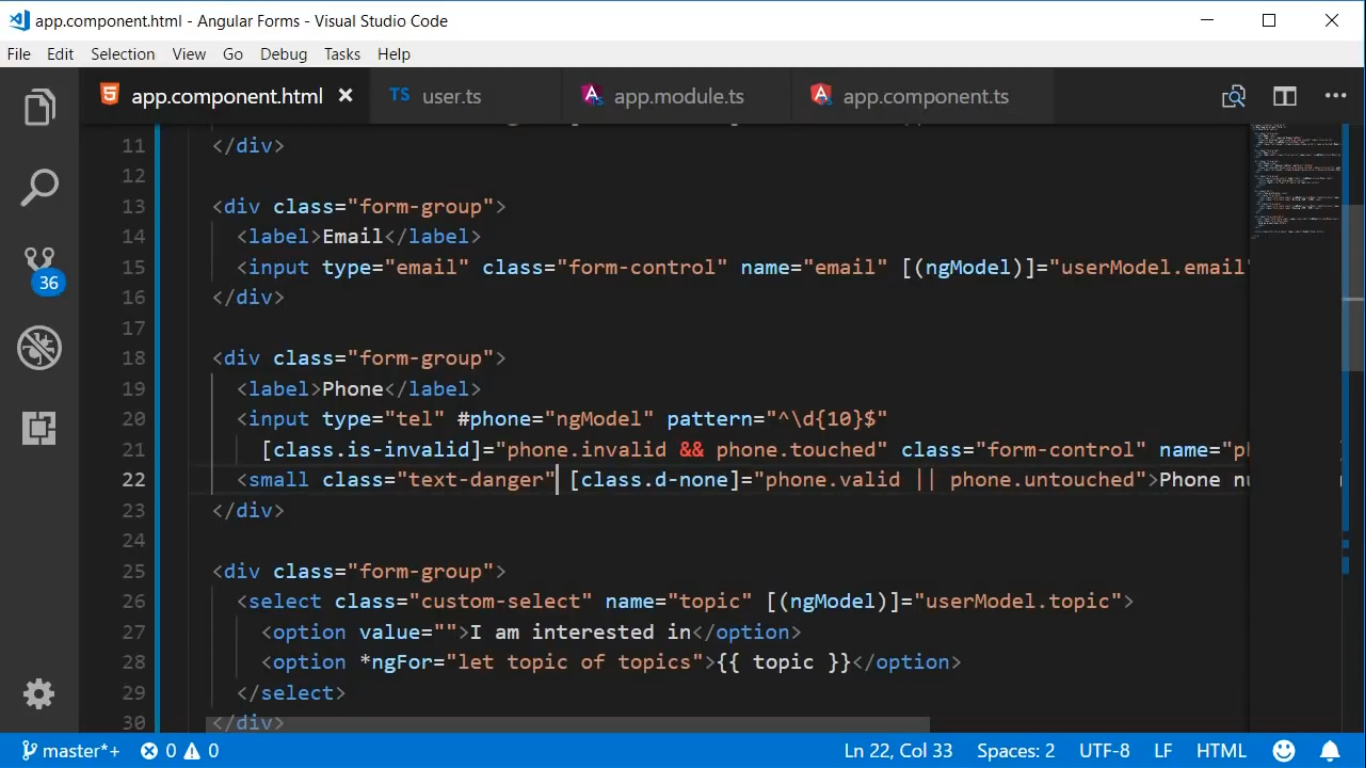 app.component.html - Angular Forms - Visual Studio Code
File Edit Selection View Go Debug Tasks Help
app.component.html TS user.ts app.module.ts app.component.ts
11 </div>
12
13 <div class="form-group">
14 <label>Email</label>
15 <input type="email" class="form-control" name="email" [(ngModel)]="userModel.email"
16 </div>
17
18 <div class="form-group">
19 <label>Phone</label>
20 <input type="tel" #phone="ngModel" pattern="^\d{10}$"
21 [class.is-invalid]="phone.invalid && phone.touched" class="form-control" name="ph
22 <small class="text-danger" [class.d-none]="phone.valid || phone.untouched">Phone nu
23 </div>
24
25 <div class="form-group">
26 <select class="custom-select" name="topic" [(ngModel)]="userModel.topic">
27 <option value="">I am interested in</option>
28 <option *ngFor="let topic of topics">{{ topic }}</option>
29 </select>
30 </div>
36
master*+ 0 0 Ln 22, Col 33 Spaces: 2 UTF-8 LF HTML